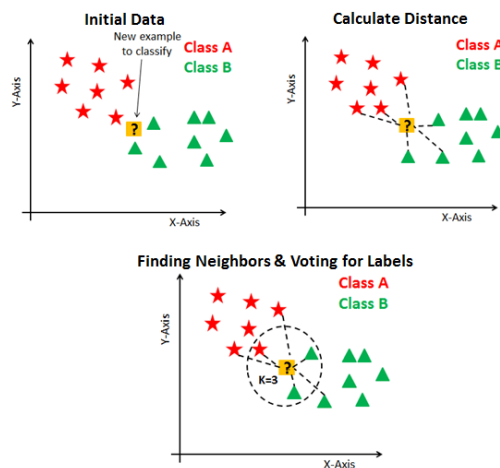 Initial Data
New example
to classify
Class A
Class B
?
Y-Axis
X-Axis
Calculate Distance
Class A
Class B
?
Y-Axis
X-Axis
Finding Neighbors & Voting for Labels
Class A
Class B
?
K=3
Y-Axis
X-Axis